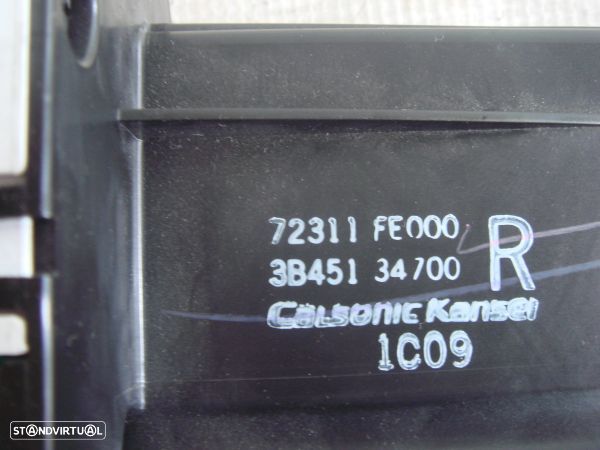 72311 FE000
3B451 34700 R
Calsonic Kansei
1C09
STANDVIRTUAL